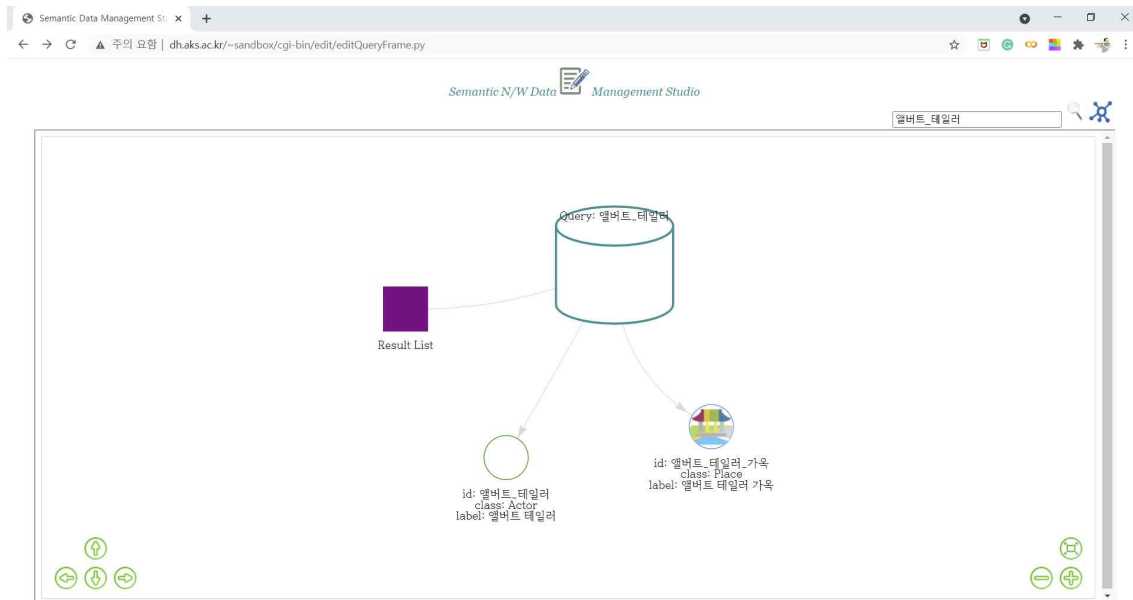 Semantic Data Management St
주의 요함 | dh.aks.ac.kr/~sandbox/cgi-bin/edit/editQueryFrame.py
Semantic N/W Data Management Studio
앨버트_테일러
Query: 앨버트_테일러
Result List
id: 앨버트_테일러_가옥
class: Place
label: 앨버트 테일러 가옥
id: 앨버트_테일러
class: Actor
label: 앨버트 테일러